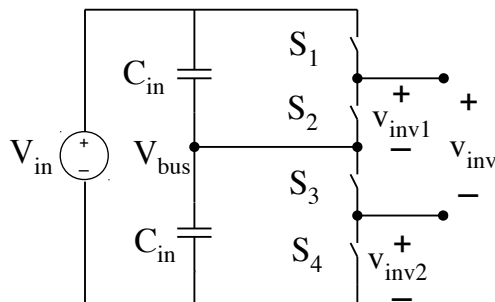 S1
Cin
+
+
S2
vinv1
Vin
+
−
Vbus
−
vinv
S3
−
Cin
+
S4
vinv2
−